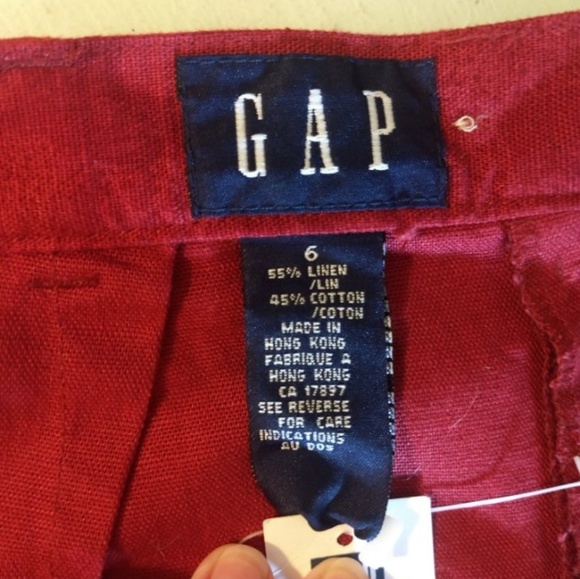 GAP
6
55% LINEN
/LIN
45% COTTON
/COTON
MADE IN
HONG KONG
FABRIQUE A
HONG KONG
CA 17897
SEE REVERSE
FOR CARE
INDICATIONS
AU DOS